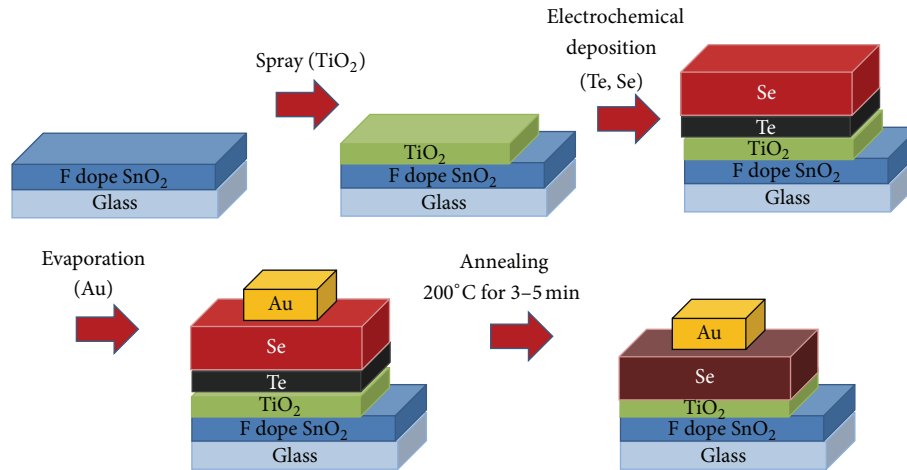 Spray (TiO₂)
Electrochemical
deposition
(Te, Se)
F dope SnO₂
Glass
TiO₂
F dope SnO₂
Glass
Se
Te
TiO₂
F dope SnO₂
Glass
Evaporation
(Au)
Annealing
200°C for 3–5 min
Au
Se
Te
TiO₂
F dope SnO₂
Glass
Au
Se
TiO₂
F dope SnO₂
Glass